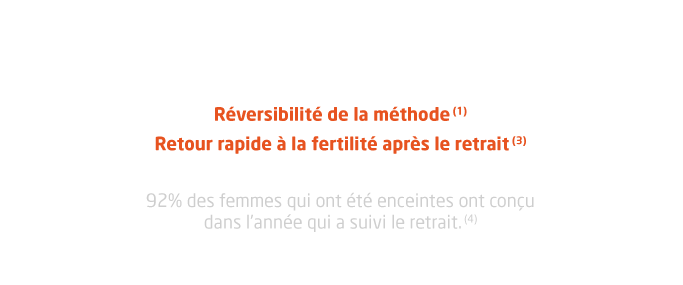 Réversibilité de la méthode (1)
Retour rapide à la fertilité après le retrait (3)
92% des femmes qui ont été enceintes ont conçu
dans l'année qui a suivi le retrait. (4)